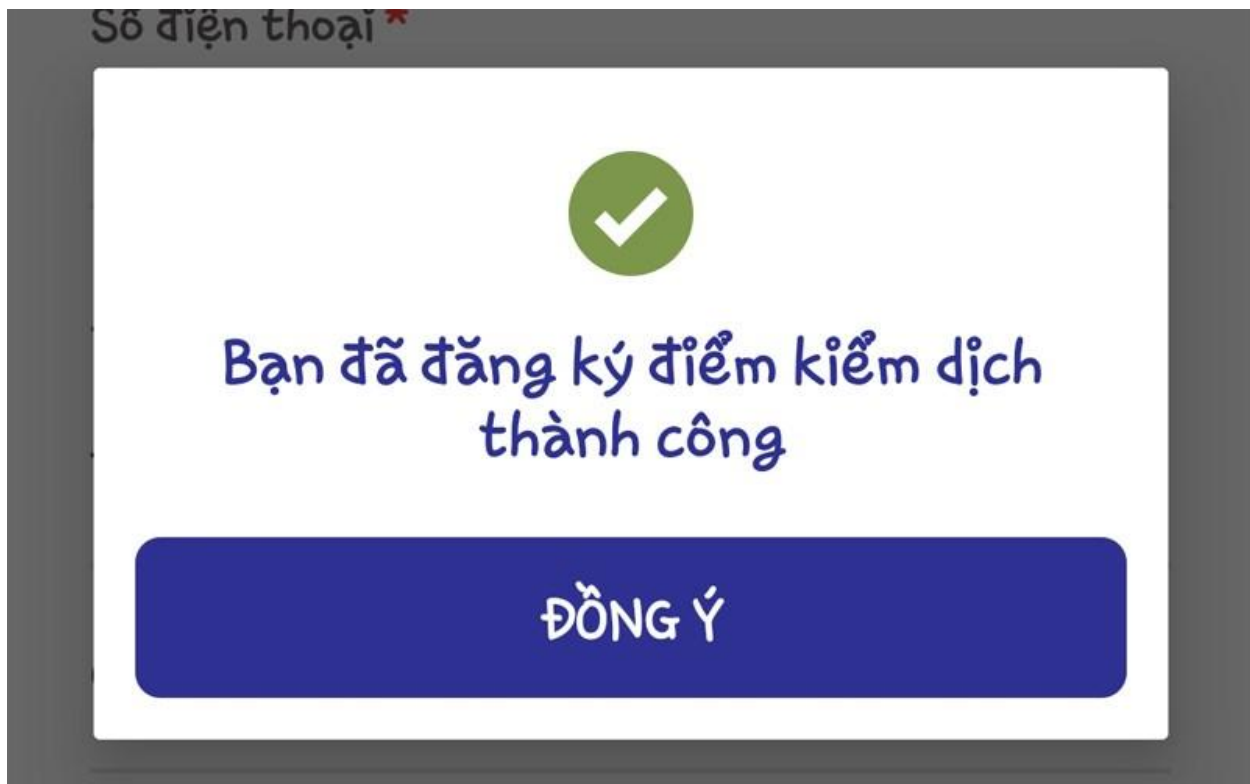 Số điện thoại *
Bạn đã đăng ký điểm kiểm dịch
thành công
ĐỒNG Ý